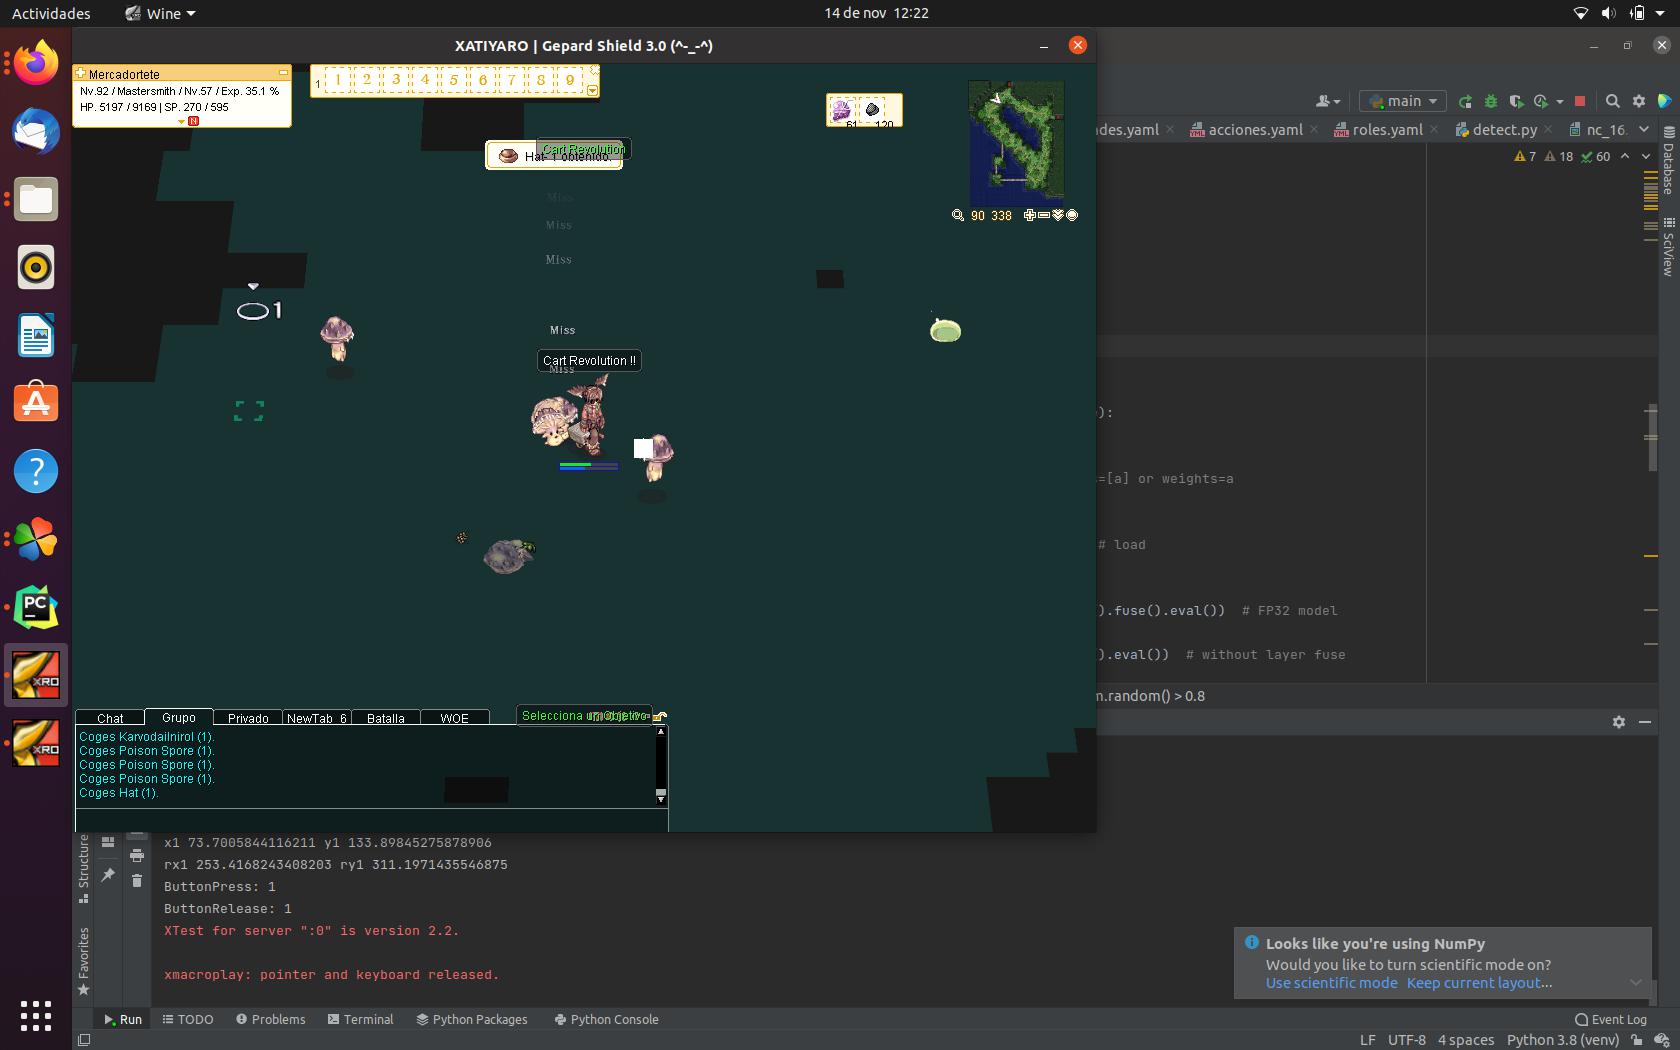 Actividades
Wine
14 de nov 12:22
XATIYARO | Gepard Shield 3.0 (^-_-^)
Mercadortete
Nv.92 / Mastersmith / Nv.57 / Exp. 35.1 %
HP. 5197 / 9169 | SP. 270 / 595
N
1 1 2 3 4 5 6 7 8 9
61 120
Cart Revolution
Hat- 1 obtenido.
90 338
Miss
Miss
Miss
1
Miss
Cart Revolution !!
Miss
main
des.yaml
acciones.yaml
roles.yaml
detect.py
nc_16.
7 18 60
Database
SciView
):
=[a] or weights=a
# load
).fuse().eval()) # FP32 model
).eval()) # without layer fuse
m.random() > 0.8
Chat Grupo Privado NewTab_6 Batalla WOE
Selecciona un objetivo
Coges Karvodailnirol (1).
Coges Poison Spore (1).
Coges Poison Spore (1).
Coges Poison Spore (1).
Coges Hat (1).
PC
XRO
XRO
Structure
Favorites
x1 73.7005844116211 y1 133.89845275878906
rx1 253.4168243408203 ry1 311.1971435546875
ButtonPress: 1
ButtonRelease: 1
XTest for server ":0" is version 2.2.
xmacroplay: pointer and keyboard released.
Looks like you're using NumPy
Would you like to turn scientific mode on?
Use scientific mode Keep current layout...
Run TODO Problems Terminal Python Packages Python Console
Event Log
LF UTF-8 4 spaces Python 3.8 (venv)